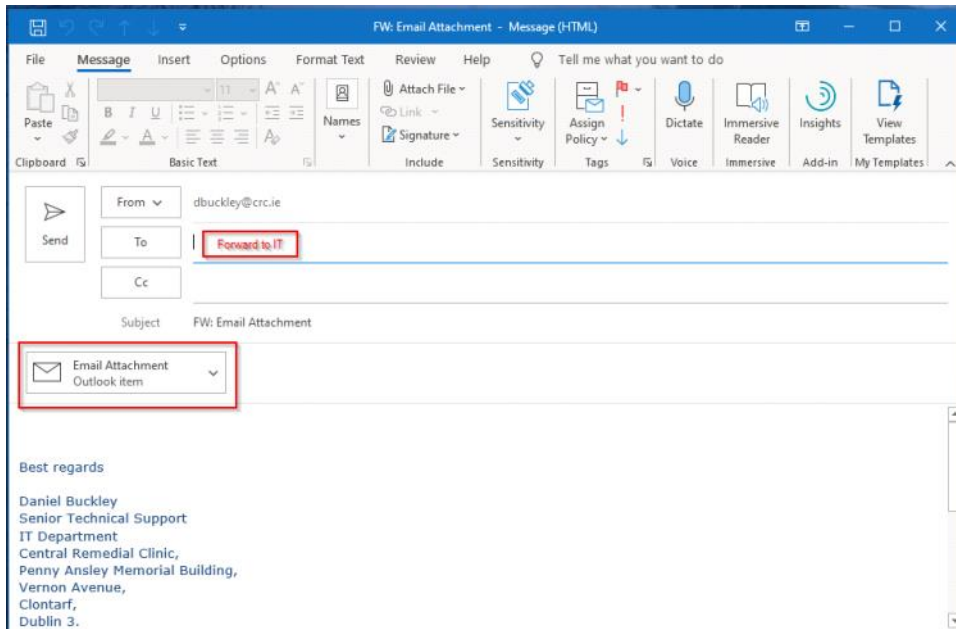 FW: Email Attachment - Message (HTML)
File Message Insert Options Format Text Review Help Tell me what you want to do
Paste
Clipboard
11 A A
B I U
A
Basic Text
Names
Attach File
Link
Signature
Include
Sensitivity
Sensitivity
Assign
Policy
Tags
Dictate
Voice
Immersive
Reader
Immersive
Insights
Add-in
View
Templates
My Templates
Send
From dbuckley@crc.ie
To Forward to IT
Cc
Subject FW: Email Attachment
Email Attachment
Outlook item
Best regards
Daniel Buckley
Senior Technical Support
IT Department
Central Remedial Clinic,
Penny Ansley Memorial Building,
Vernon Avenue,
Clontarf,
Dublin 3.